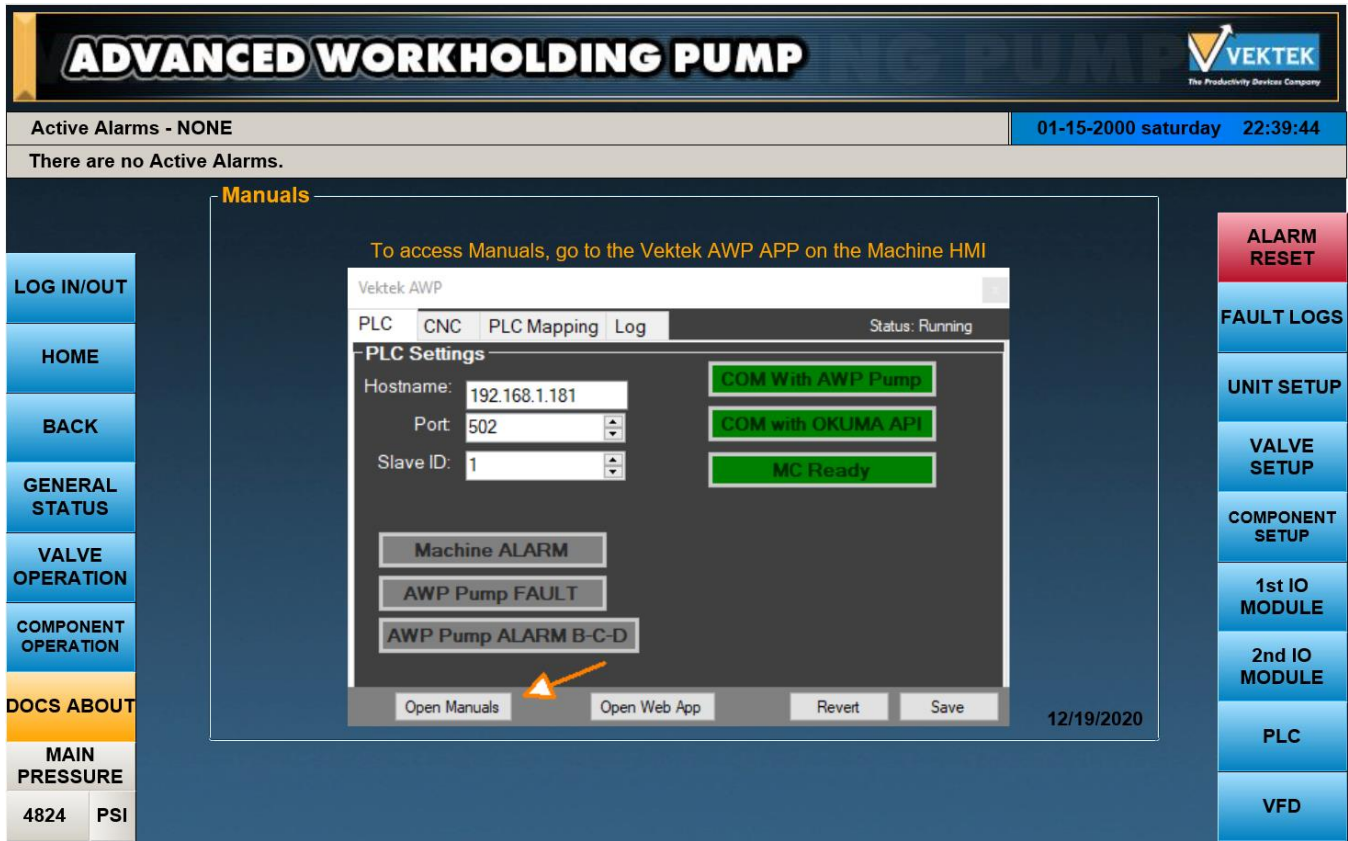 ADVANCED WORKHOLDING PUMP
VEKTEK
The Productivity Devices Company
Active Alarms - NONE
01-15-2000 saturday 22:39:44
There are no Active Alarms.
LOG IN/OUT
HOME
BACK
GENERAL
STATUS
VALVE
OPERATION
COMPONENT
OPERATION
DOCS ABOUT
MAIN
PRESSURE
4824 PSI
Manuals
To access Manuals, go to the Vektek AWP APP on the Machine HMI
Vektek AWP
x
PLC CNC PLC Mapping Log Status: Running
PLC Settings
Hostname: 192.168.1.181
Port: 502
Slave ID: 1
COM With AWP Pump
COM with OKUMA API
MC Ready
Machine ALARM
AWP Pump FAULT
AWP Pump ALARM B-C-D
Open Manuals Open Web App Revert Save
12/19/2020
ALARM
RESET
FAULT LOGS
UNIT SETUP
VALVE
SETUP
COMPONENT
SETUP
1st IO
MODULE
2nd IO
MODULE
PLC
VFD